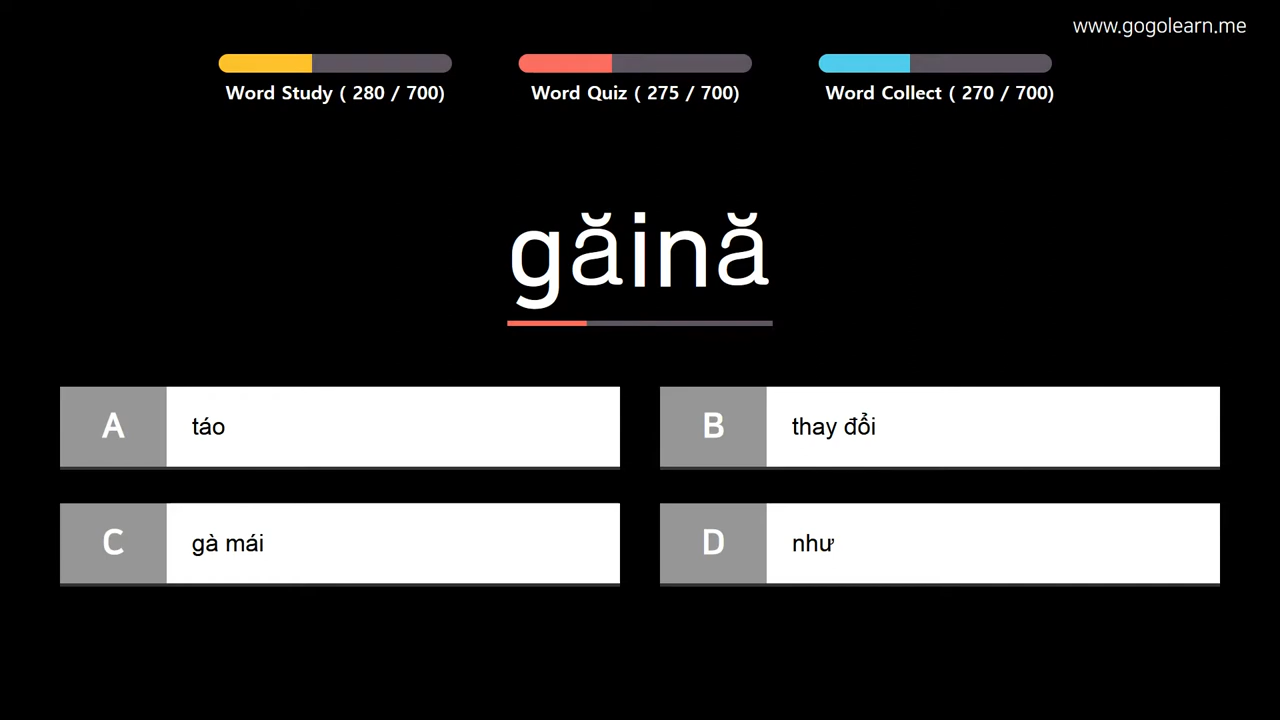 www.gogolearn.me
Word Study ( 280 / 700)
Word Quiz ( 275 / 700)
Word Collect ( 270 / 700)
găină
A táo
B thay đổi
C gà mái
D như